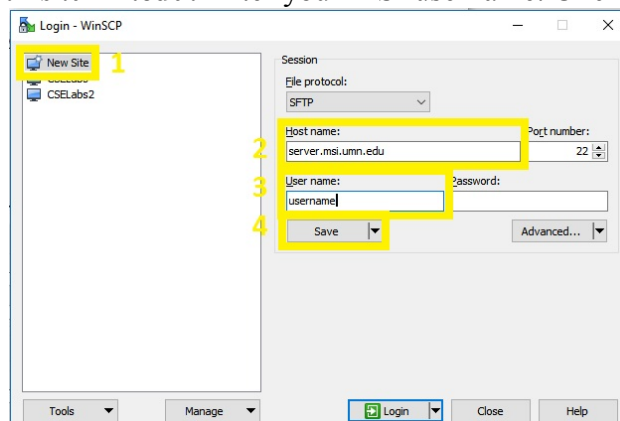 Login - WinSCP
New Site 1
CSELabs2
Session
File protocol:
SFTP
Host name:
Port number:
2
server.msi.umn.edu
22
3
User name:
Password:
username
4
Save
Advanced...
Tools
Manage
Login
Close
Help